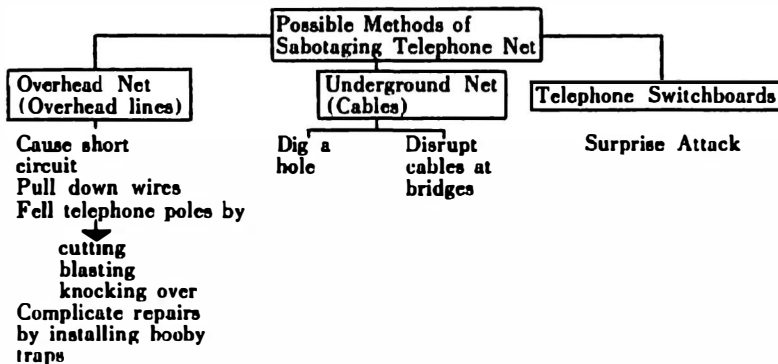 Possible Methods of
Sabotaging Telephone Net
Overhead Net
(Overhead lines)
Cause short
circuit
Pull down wires
Fell telephone poles by
cutting
blasting
knocking over
Complicate repairs
by installing booby
traps
Underground Net
(Cables)
Dig a
hole
Disrupt
cables at
bridges
Telephone Switchboards
Surprise Attack